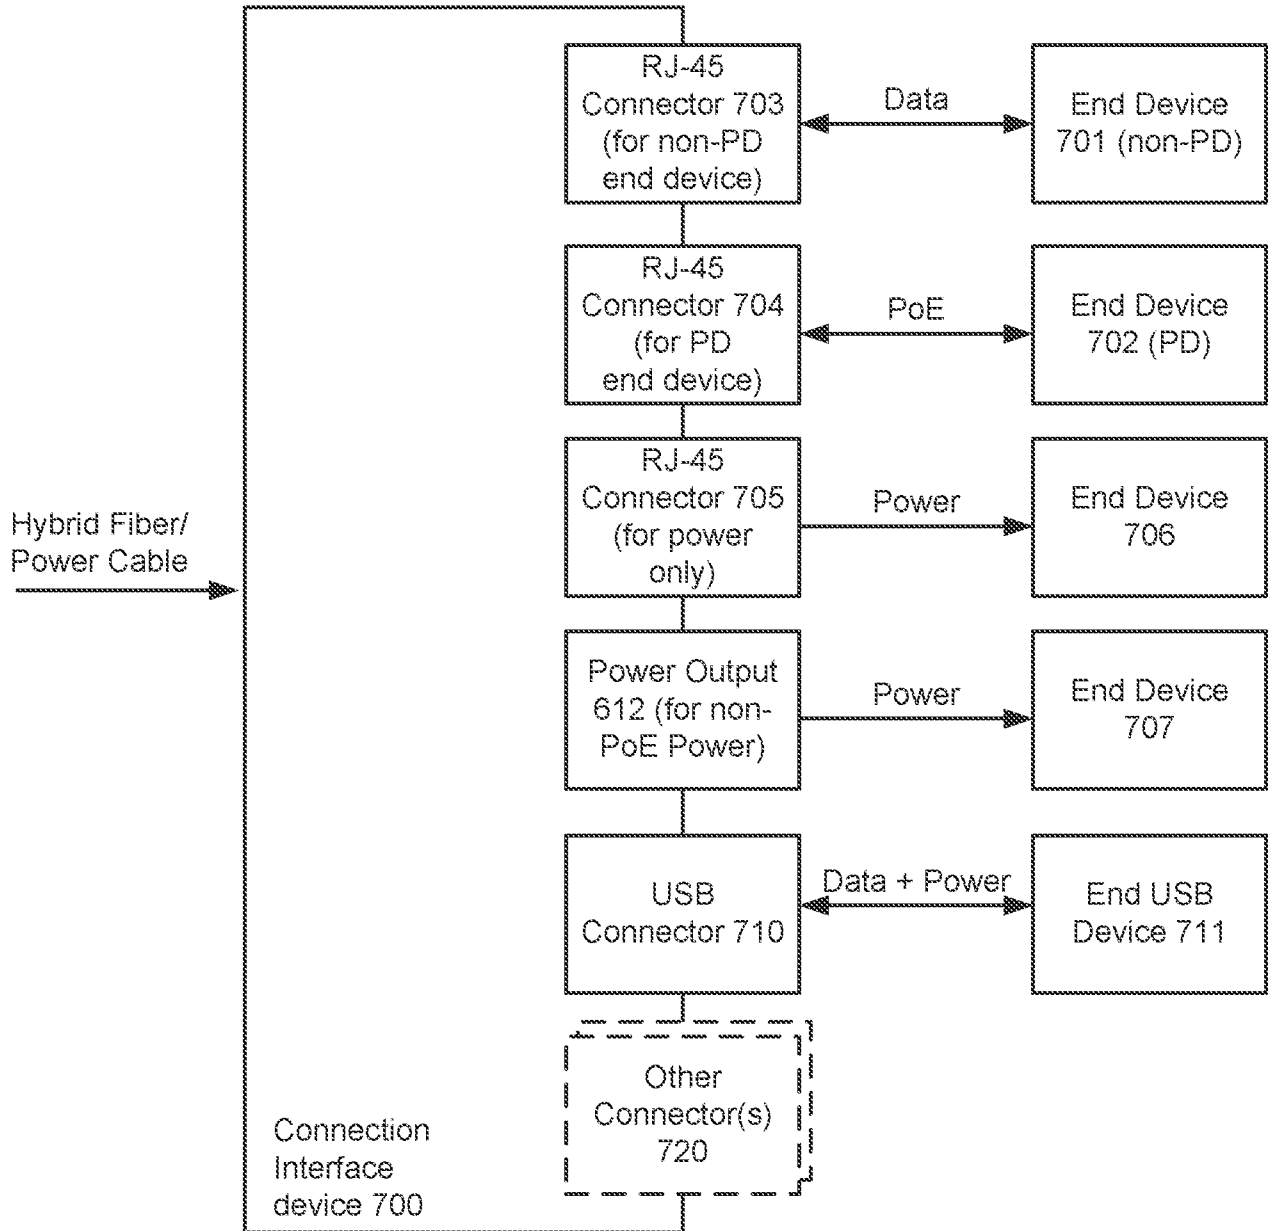 RJ-45
Connector 703
(for non-PD
end device)
Data
End Device
701 (non-PD)
RJ-45
Connector 704
(for PD
end device)
PoE
End Device
702 (PD)
RJ-45
Connector 705
(for power
only)
Power
End Device
706
Hybrid Fiber/
Power Cable
Power Output
612 (for non-
PoE Power)
Power
End Device
707
USB
Connector 710
Data + Power
End USB
Device 711
Other
Connector(s)
720
Connection
Interface
device 700